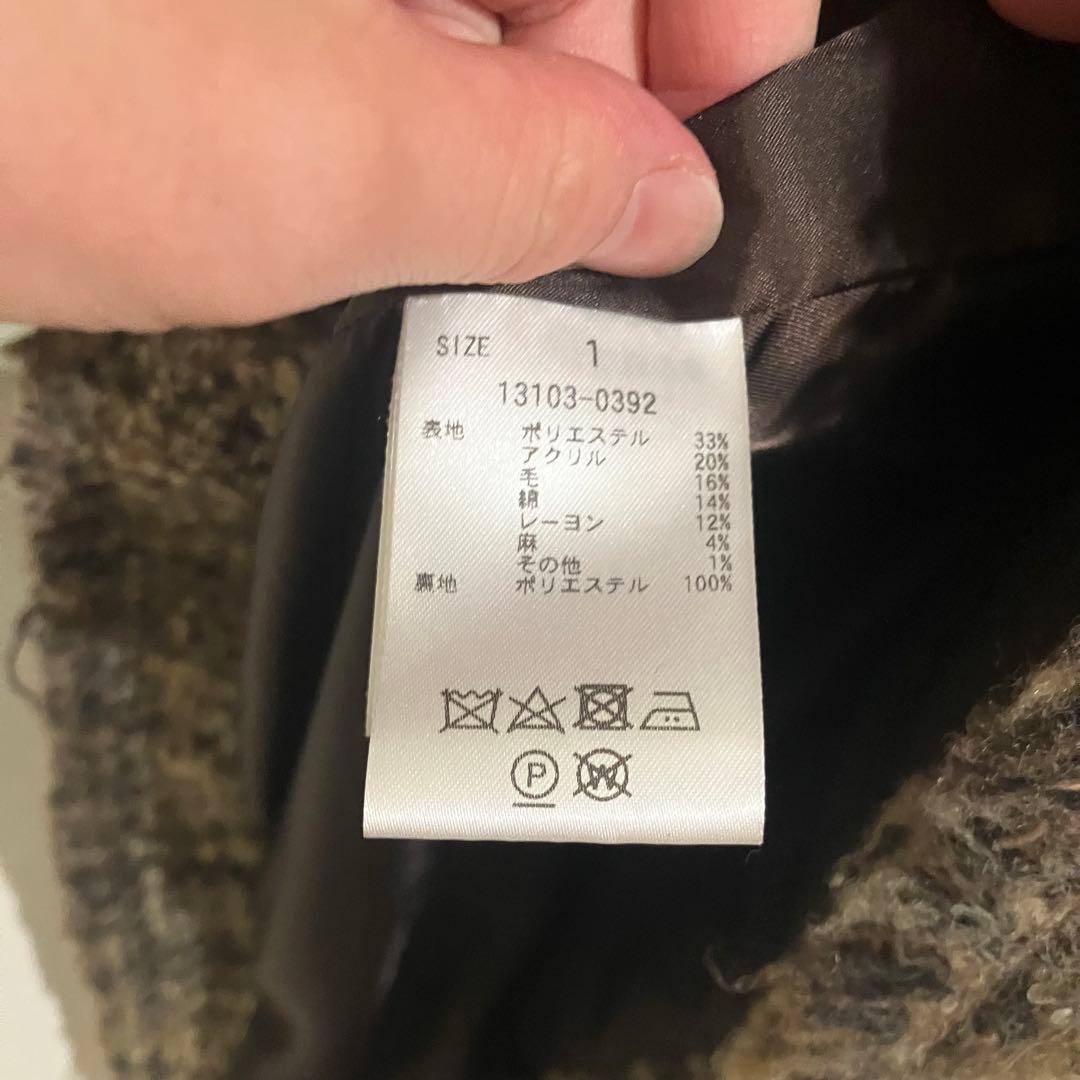 SIZE 1
13103-0392
表地 ポリエステル 33%
アクリル 20%
毛 16%
綿 14%
レーヨン 12%
麻 4%
その他 1%
裏地 ポリエステル 100%
P W